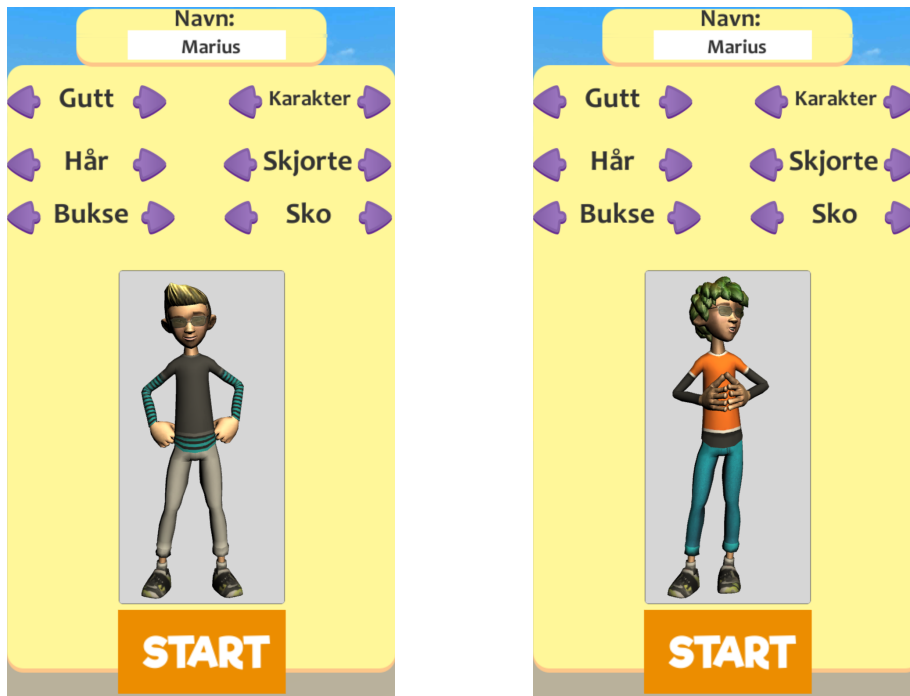 Navn:
Marius
Gutt Karakter
Hår Skjorte
Bukse Sko
START
Navn:
Marius
Gutt Karakter
Hår Skjorte
Bukse Sko
START